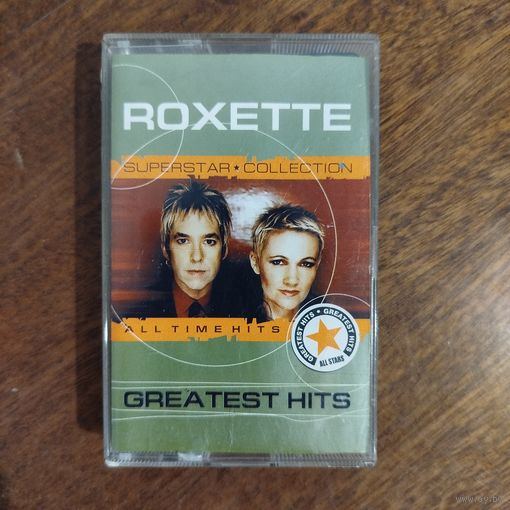 ROXETTE
SUPERSTAR ★ COLLECTION
ALL TIME HITS
GREATEST HITS • GREATEST HITS
ALL STARS
GREATEST HITS